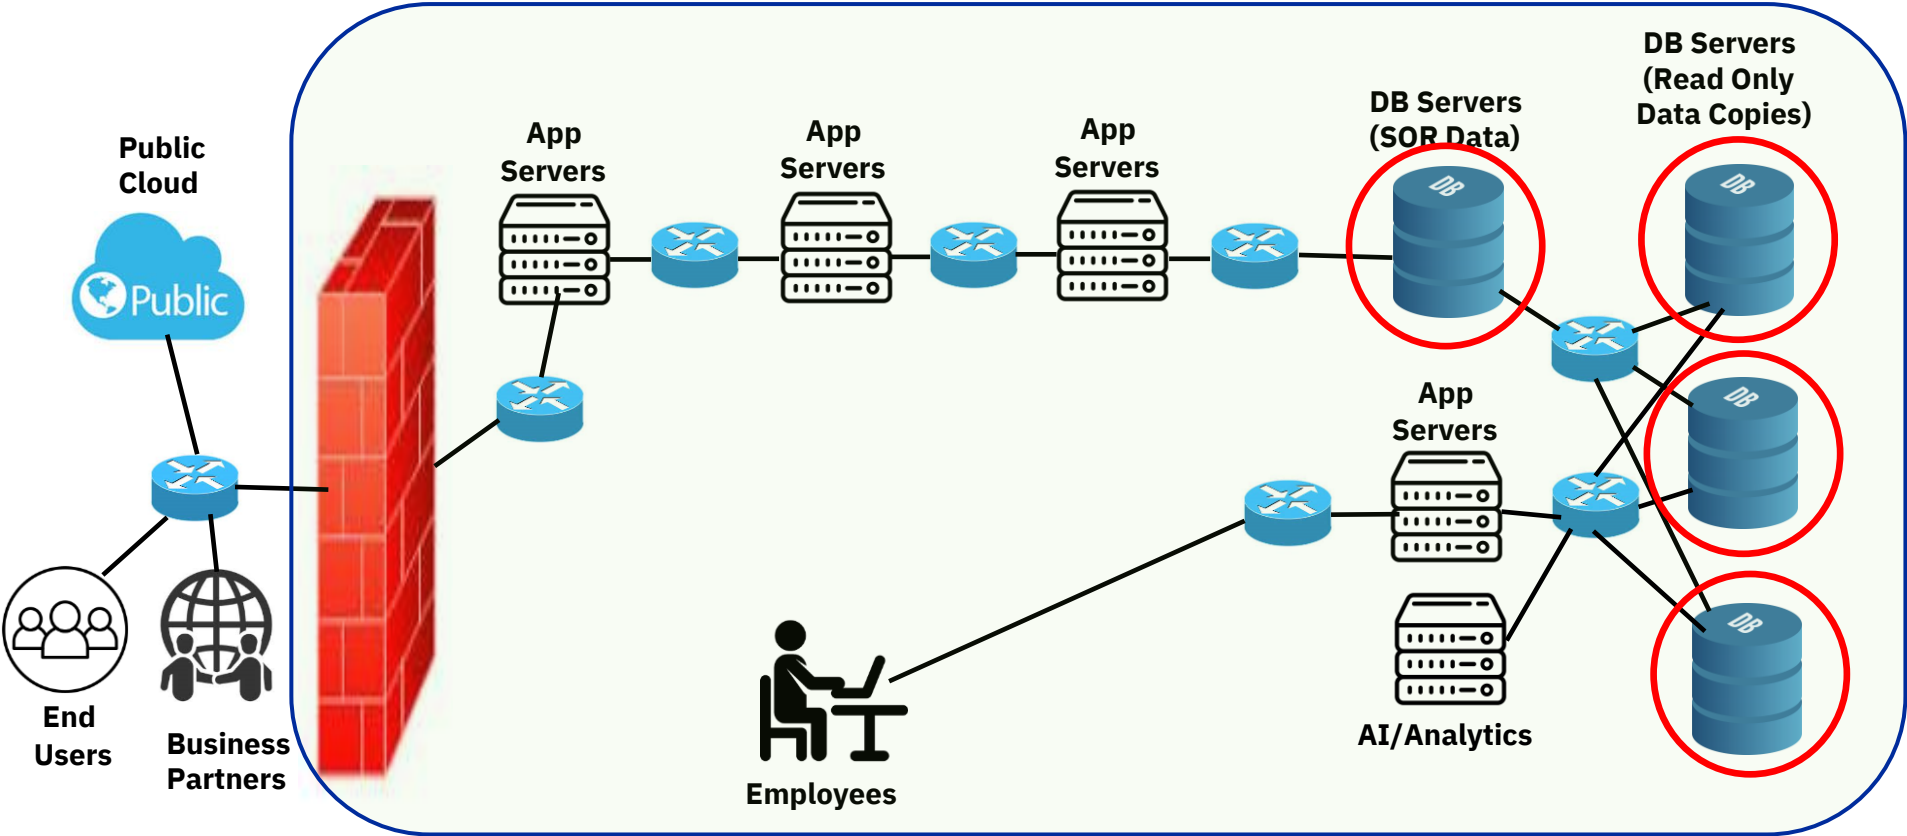 DB Servers
(Read Only
Data Copies)
DB Servers
(SOR Data)
App
Servers
App
Servers
App
Servers
Public
Cloud
DB
DB
Public
App
Servers
DB
DB
End
Users
Business
Partners
AI/Analytics
Employees